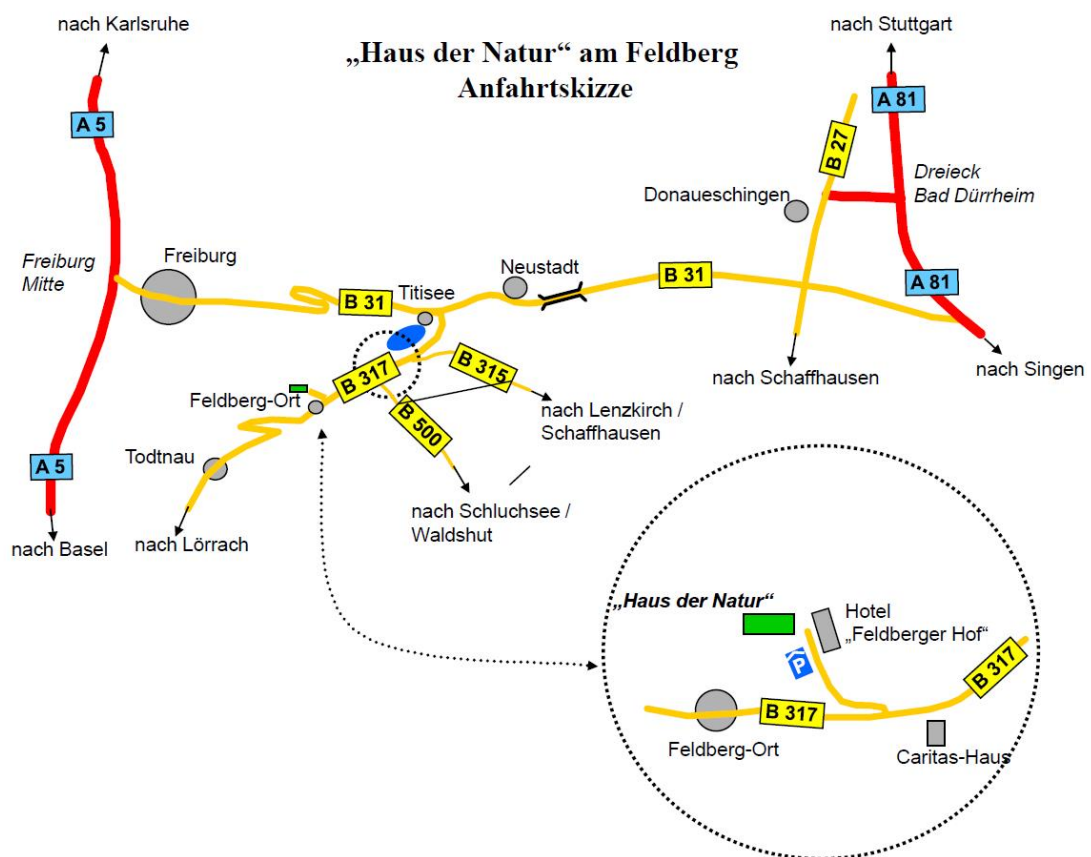 nach Karlsruhe
nach Stuttgart
„Haus der Natur“ am Feldberg
Anfahrtskizze
A 5
A 81
B 27
Dreieck
Bad Dürrheim
Donaueschingen
Freiburg
Mitte
Freiburg
Neustadt
B 31
A 81
Titisee
B 31
nach Singen
nach Schaffhausen
B 317
B 315
Feldberg-Ort
nach Lenzkirch /
Schaffhausen
B 500
Todtnau
A 5
nach Schluchsee /
Waldshut
nach Basel
nach Lörrach
„Haus der Natur“
Hotel
„Feldberger Hof“
P
B 317
B 317
Feldberg-Ort
Caritas-Haus